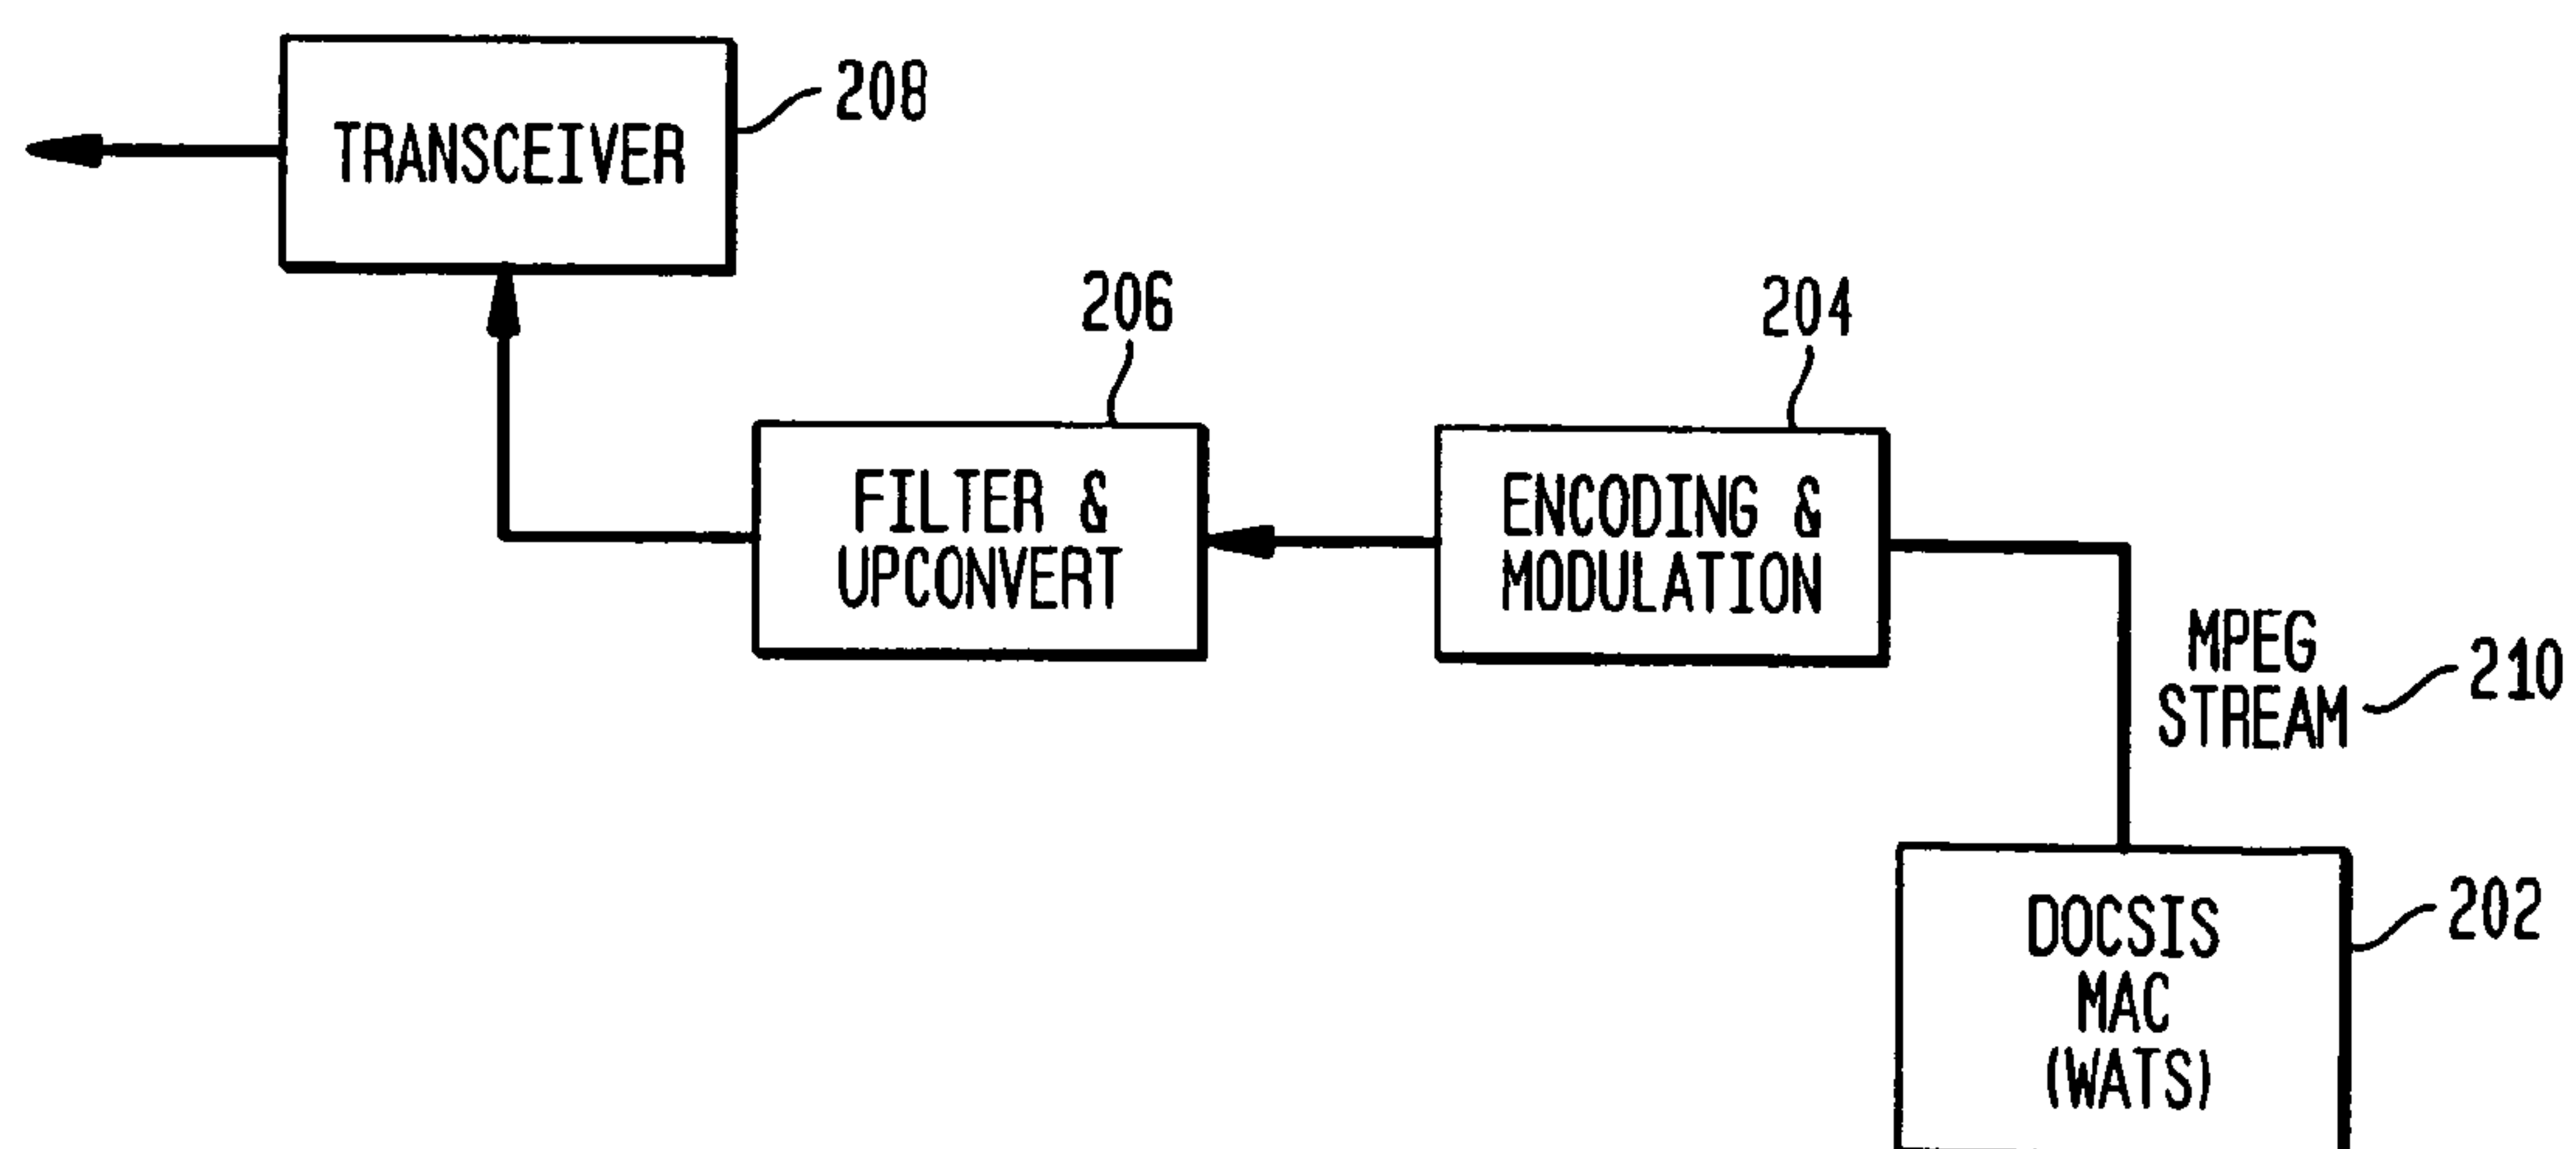 TRANSCEIVER
208
206
FILTER &
UPCONVERT
204
ENCODING &
MODULATION
MPEG
STREAM
210
DOCSIS
MAC
(WATS)
202